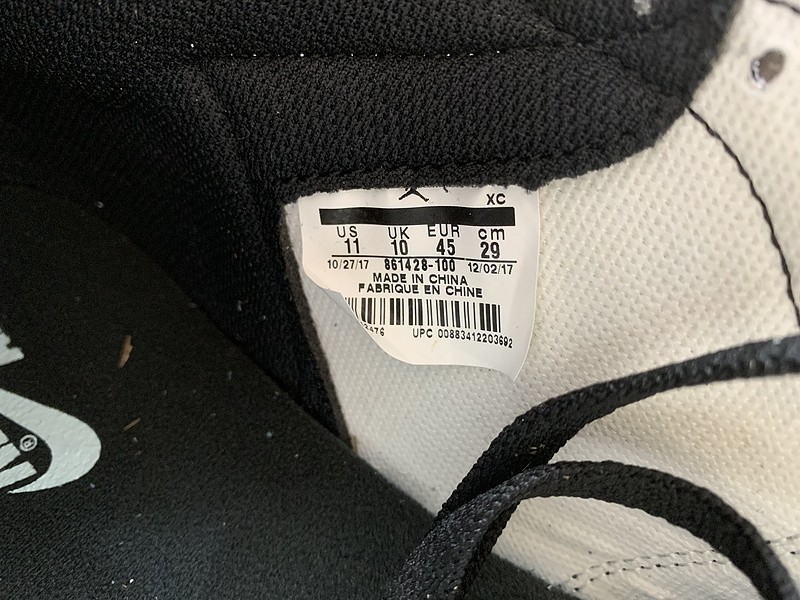 XC
US UK EUR cm
11 10 45 29
10/27/17 861428-100 12/02/17
MADE IN CHINA
FABRIQUE EN CHINE
UPC 00883412203692
®